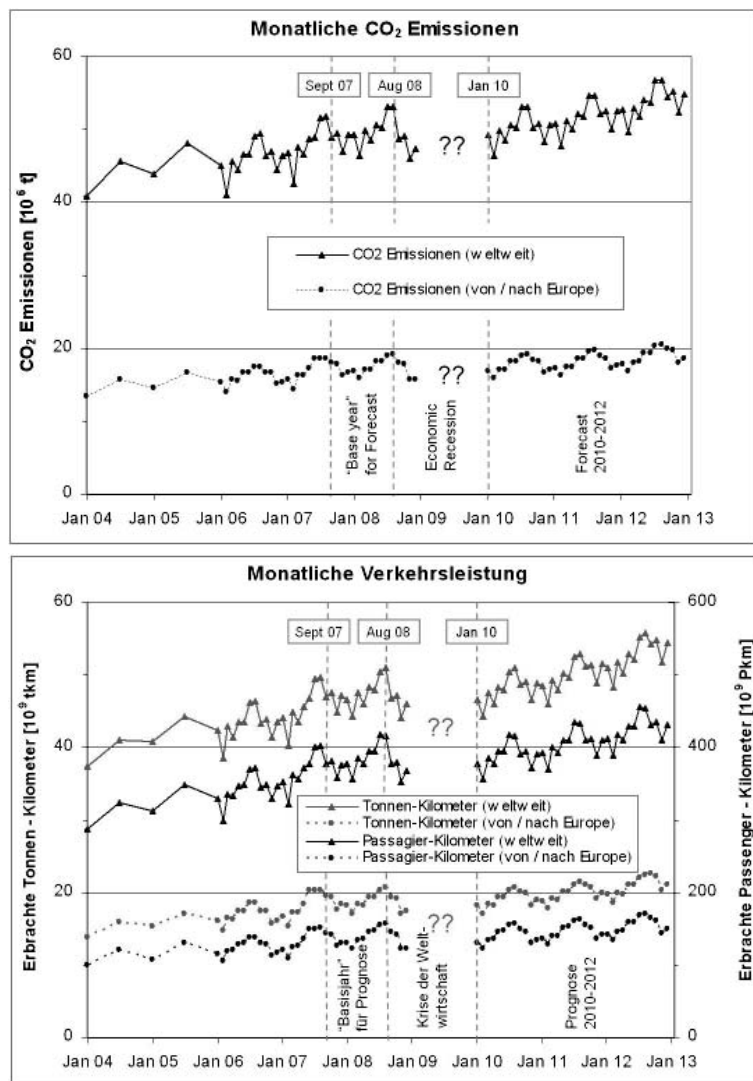 Monatliche CO₂ Emissionen
60
40
20
0
CO₂ Emissionen [10⁶ t]
Sept 07
Aug 08
Jan 10
??
CO2 Emissionen (weltweit)
CO2 Emissionen (von / nach Europe)
??
"Base year"
for Forecast
Economic
Recession
Forecast
2010-2012
Jan 04 Jan 05 Jan 06 Jan 07 Jan 08 Jan 09 Jan 10 Jan 11 Jan 12 Jan 13
Monatliche Verkehrsleistung
60
40
20
0
Erbrachte Tonnen - Kilometer [10⁹ tkm]
600
400
200
0
Erbrachte Passenger - Kilometer [10⁹ Pkm]
Sept 07
Aug 08
Jan 10
??
Tonnen-Kilometer (weltweit)
Tonnen-Kilometer (von / nach Europe)
Passagier-Kilometer (weltweit)
Passagier-Kilometer (von / nach Europe)
??
"Basisjahr"
für Prognose
Krise der Welt-
wirtschaft
Prognose
2010-2012
Jan 04 Jan 05 Jan 06 Jan 07 Jan 08 Jan 09 Jan 10 Jan 11 Jan 12 Jan 13